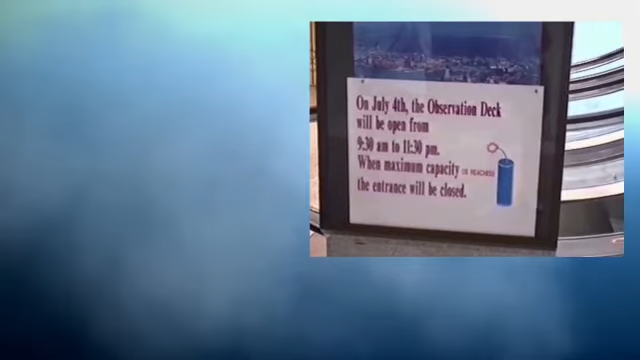 On July 4th, the Observation Deck
will be open from
9:30 am to 11:30 pm.
When maximum capacity IS REACHED
the entrance will be closed.